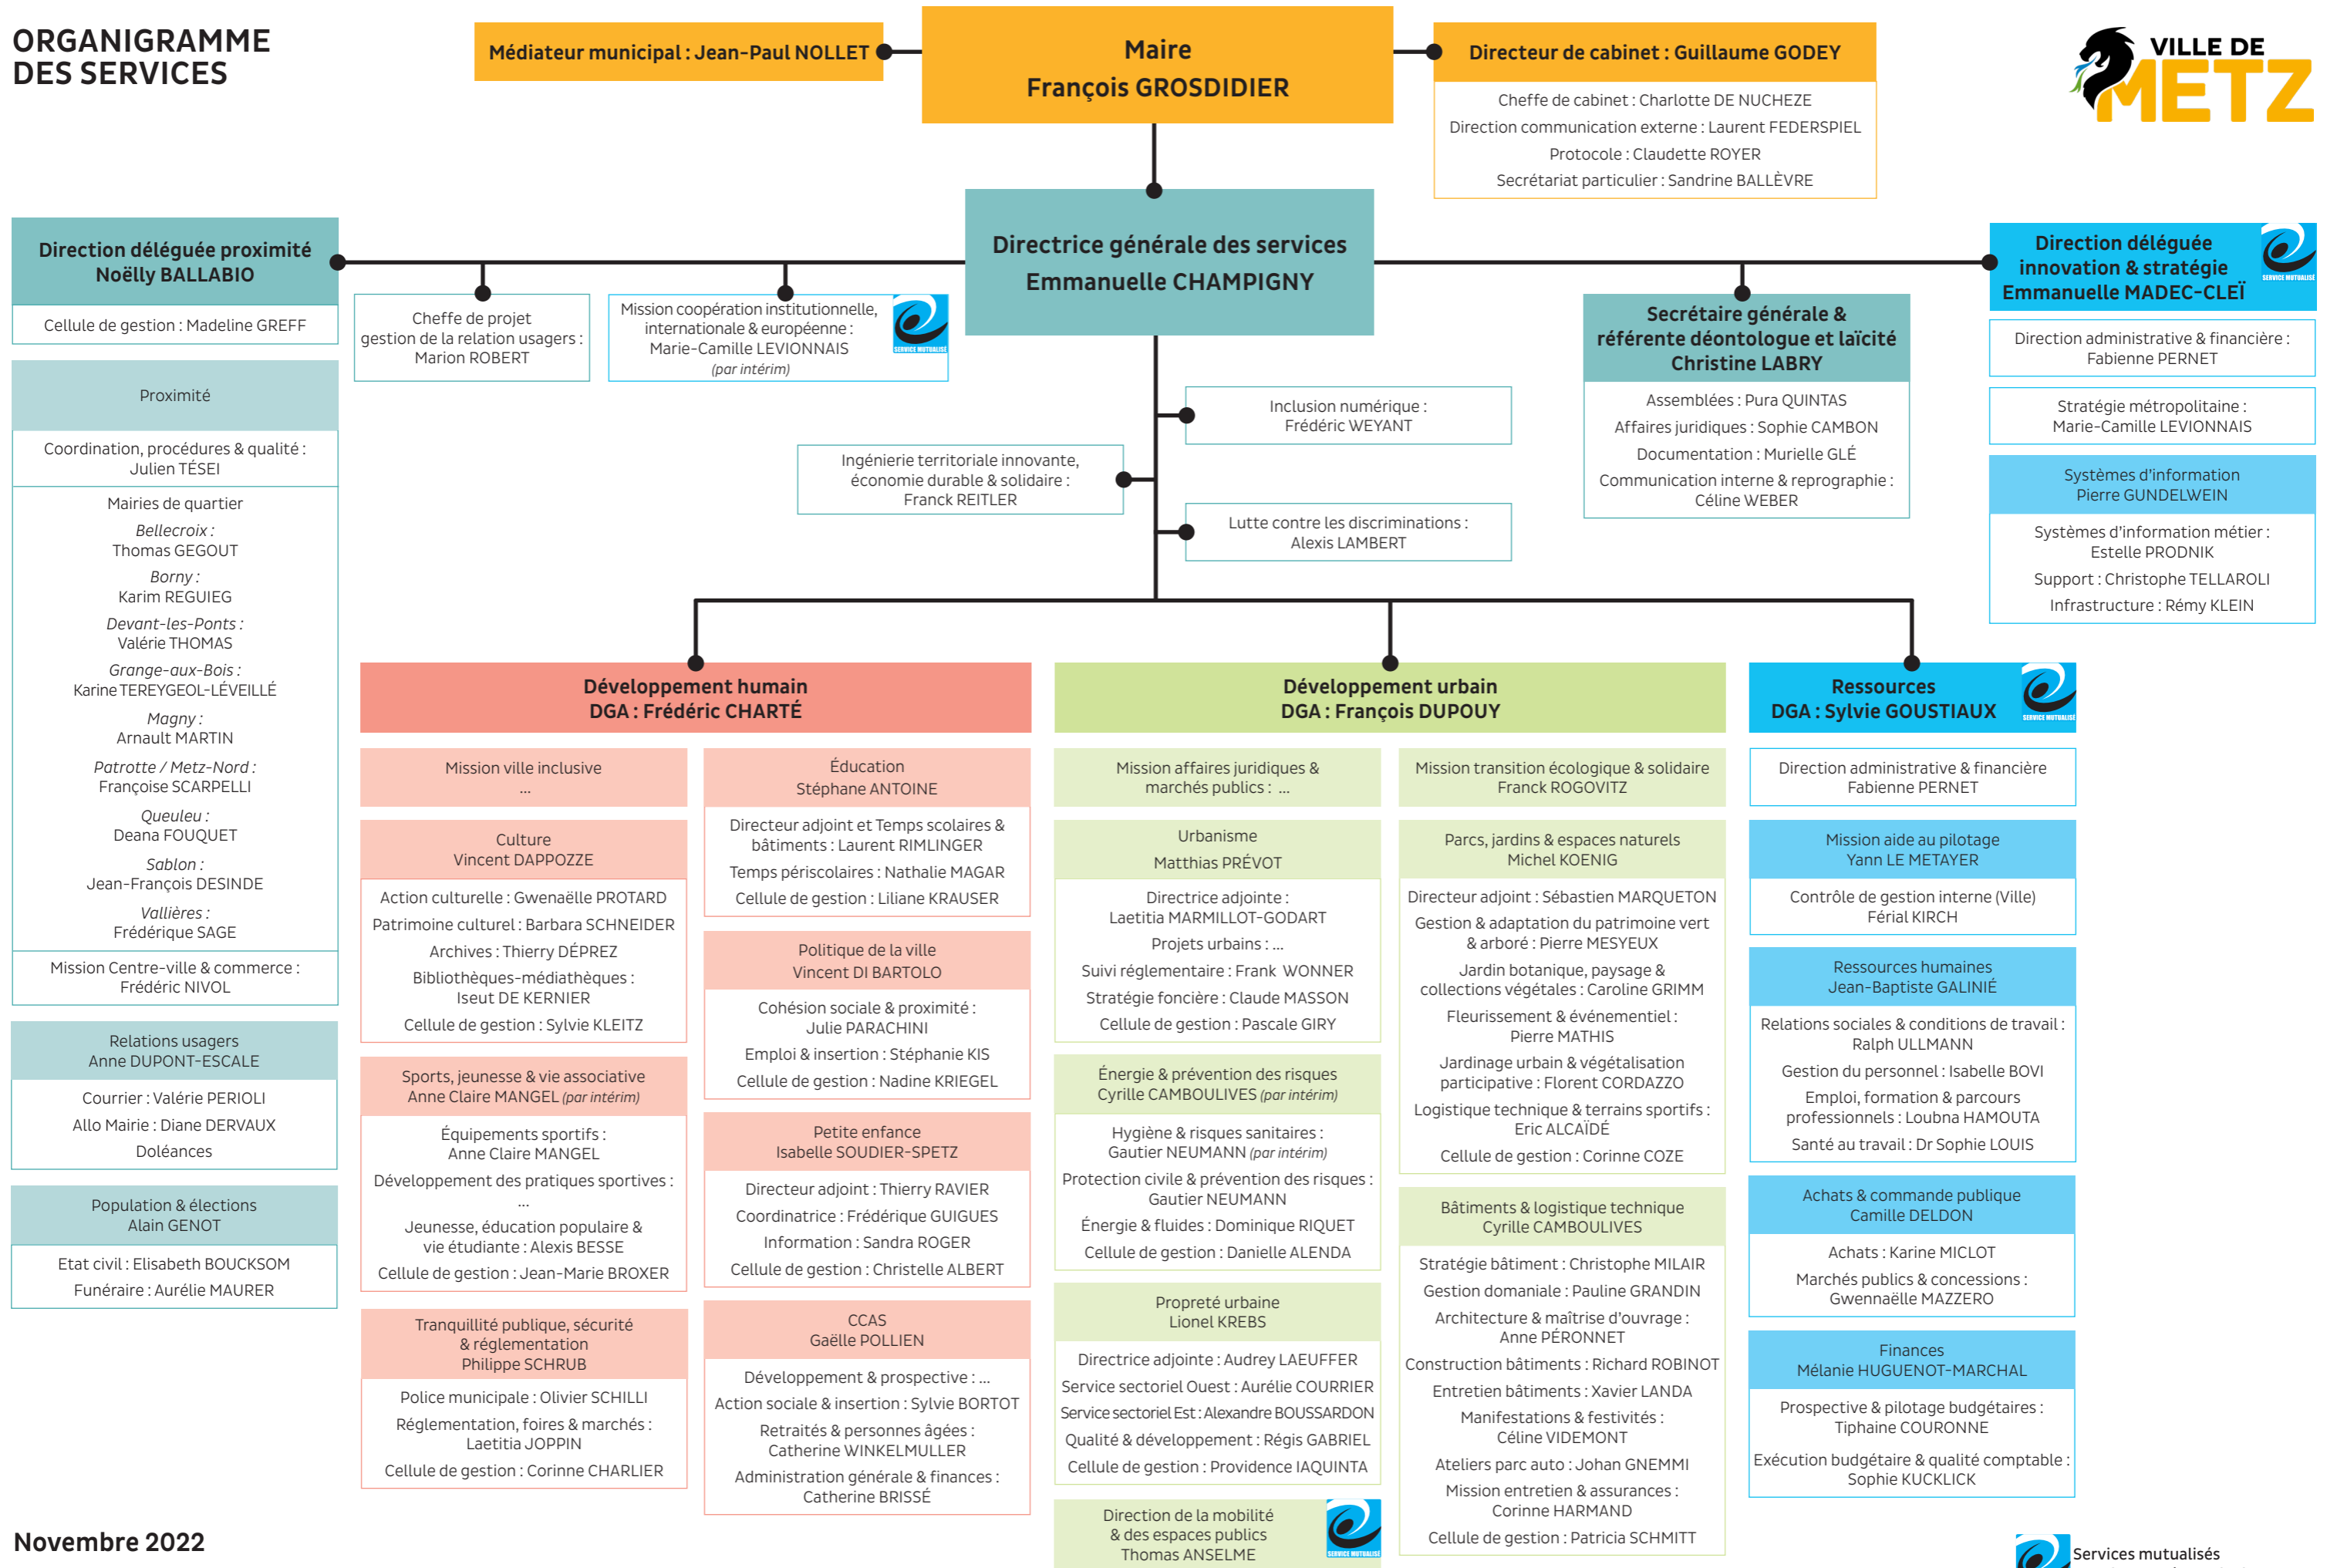 ORGANIGRAMME
DES SERVICES
Médiateur municipal : Jean-Paul NOLLET
Maire
François GROSDIDIER
Directeur de cabinet : Guillaume GODEY
Cheffe de cabinet : Charlotte DE NUCHEZE
Direction communication externe : Laurent FEDERSPIEL
Protocole : Claudette ROYER
Secrétariat particulier : Sandrine BALLÈVRE
VILLE DE
METZ
Directrice générale des services
Emmanuelle CHAMPIGNY
Direction déléguée proximité
Noëlly BALLABIO
Cellule de gestion : Madeline GREFF
Proximité
Coordination, procédures & qualité :
Julien TÉSEI
Mairies de quartier
Bellecroix :
Thomas GEGOUT
Borny :
Karim REGUIEG
Devant-les-Ponts :
Valérie THOMAS
Grange-aux-Bois :
Karine TEREYGEOL-LÉVEILLÉ
Magny :
Arnault MARTIN
Patrotte / Metz-Nord :
Françoise SCARPELLI
Queuleu :
Deana FOUQUET
Sablon :
Jean-François DESINDE
Vallières :
Frédérique SAGE
Mission Centre-ville & commerce :
Frédéric NIVOL
Relations usagers
Anne DUPONT-ESCALE
Courrier : Valérie PERIOLI
Allo Mairie : Diane DERVAUX
Doléances
Population & élections
Alain GENOT
Etat civil : Elisabeth BOUCKSOM
Funéraire : Aurélie MAURER
Cheffe de projet
gestion de la relation usagers :
Marion ROBERT
Mission coopération institutionnelle,
internationale & européenne :
Marie-Camille LEVIONNAIS
(par intérim)
SERVICE MUTUALISÉ
Inclusion numérique :
Frédéric WEYANT
Ingénierie territoriale innovante,
économie durable & solidaire :
Franck REITLER
Lutte contre les discriminations :
Alexis LAMBERT
Secrétaire générale &
référente déontologue et laïcité
Christine LABRY
Assemblées : Pura QUINTAS
Affaires juridiques : Sophie CAMBON
Documentation : Murielle GLÉ
Communication interne & reprographie :
Céline WEBER
Direction déléguée
innovation & stratégie
Emmanuelle MADEC-CLEÏ
SERVICE MUTUALISÉ
Direction administrative & financière :
Fabienne PERNET
Stratégie métropolitaine :
Marie-Camille LEVIONNAIS
Systèmes d'information
Pierre GUNDELWEIN
Systèmes d'information métier :
Estelle PRODNIK
Support : Christophe TELLAROLI
Infrastructure : Rémy KLEIN
Développement humain
DGA : Frédéric CHARTÉ
Mission ville inclusive
...
Culture
Vincent DAPPOZZE
Action culturelle : Gwenaëlle PROTARD
Patrimoine culturel : Barbara SCHNEIDER
Archives : Thierry DÉPREZ
Bibliothèques-médiathèques :
Iseut DE KERNIER
Cellule de gestion : Sylvie KLEITZ
Sports, jeunesse & vie associative
Anne Claire MANGEL (par intérim)
Équipements sportifs :
Anne Claire MANGEL
Développement des pratiques sportives :
...
Jeunesse, éducation populaire &
vie étudiante : Alexis BESSE
Cellule de gestion : Jean-Marie BROXER
Tranquillité publique, sécurité
& réglementation
Philippe SCHRUB
Police municipale : Olivier SCHILLI
Réglementation, foires & marchés :
Laetitia JOPPIN
Cellule de gestion : Corinne CHARLIER
Éducation
Stéphane ANTOINE
Directeur adjoint et Temps scolaires &
bâtiments : Laurent RIMLINGER
Temps périscolaires : Nathalie MAGAR
Cellule de gestion : Liliane KRAUSER
Politique de la ville
Vincent DI BARTOLO
Cohésion sociale & proximité :
Julie PARACHINI
Emploi & insertion : Stéphanie KIS
Cellule de gestion : Nadine KRIEGEL
Petite enfance
Isabelle SOUDIER-SPETZ
Directeur adjoint : Thierry RAVIER
Coordinatrice : Frédérique GUIGUES
Information : Sandra ROGER
Cellule de gestion : Christelle ALBERT
CCAS
Gaëlle POLLIEN
Développement & prospective : ...
Action sociale & insertion : Sylvie BORTOT
Retraités & personnes âgées :
Catherine WINKELMULLER
Administration générale & finances :
Catherine BRISSÉ
Développement urbain
DGA : François DUPOUY
Mission affaires juridiques &
marchés publics : ...
Urbanisme
Matthias PRÉVOT
Directrice adjointe :
Laetitia MARMILLOT-GODART
Projets urbains : ...
Suivi réglementaire : Frank WONNER
Stratégie foncière : Claude MASSON
Cellule de gestion : Pascale GIRY
Énergie & prévention des risques
Cyrille CAMBOULIVES (par intérim)
Hygiène & risques sanitaires :
Gautier NEUMANN (par intérim)
Protection civile & prévention des risques :
Gautier NEUMANN
Énergie & fluides : Dominique RIQUET
Cellule de gestion : Danielle ALENDA
Propreté urbaine
Lionel KREBS
Directrice adjointe : Audrey LAEUFFER
Service sectoriel Ouest : Aurélie COURRIER
Service sectoriel Est : Alexandre BOUSSARDON
Qualité & développement : Régis GABRIEL
Cellule de gestion : Providence IAQUINTA
Direction de la mobilité
& des espaces publics
Thomas ANSELME
SERVICE MUTUALISÉ
Mission transition écologique & solidaire
Franck ROGOVITZ
Parcs, jardins & espaces naturels
Michel KOENIG
Directeur adjoint : Sébastien MARQUETON
Gestion & adaptation du patrimoine vert
& arboré : Pierre MESYEUX
Jardin botanique, paysage &
collections végétales : Caroline GRIMM
Fleurissement & événementiel :
Pierre MATHIS
Jardinage urbain & végétalisation
participative : Florent CORDAZZO
Logistique technique & terrains sportifs :
Eric ALCAÏDÉ
Cellule de gestion : Corinne COZE
Bâtiments & logistique technique
Cyrille CAMBOULIVES
Stratégie bâtiment : Christophe MILAIR
Gestion domaniale : Pauline GRANDIN
Architecture & maîtrise d'ouvrage :
Anne PÉRONNET
Construction bâtiments : Richard ROBINOT
Entretien bâtiments : Xavier LANDA
Manifestations & festivités :
Céline VIDEMONT
Ateliers parc auto : Johan GNEMMI
Mission entretien & assurances :
Corinne HARMAND
Cellule de gestion : Patricia SCHMITT
Ressources
DGA : Sylvie GOUSTIAUX
SERVICE MUTUALISÉ
Direction administrative & financière
Fabienne PERNET
Mission aide au pilotage
Yann LE METAYER
Contrôle de gestion interne (Ville)
Férial KIRCH
Ressources humaines
Jean-Baptiste GALINIÉ
Relations sociales & conditions de travail :
Ralph ULLMANN
Gestion du personnel : Isabelle BOVI
Emploi, formation & parcours
professionnels : Loubna HAMOUTA
Santé au travail : Dr Sophie LOUIS
Achats & commande publique
Camille DELDON
Achats : Karine MICLOT
Marchés publics & concessions :
Gwennaëlle MAZZERO
Finances
Mélanie HUGUENOT-MARCHAL
Prospective & pilotage budgétaires :
Tiphaine COURONNE
Exécution budgétaire & qualité comptable :
Sophie KUCKLICK
Novembre 2022
Services mutualisés